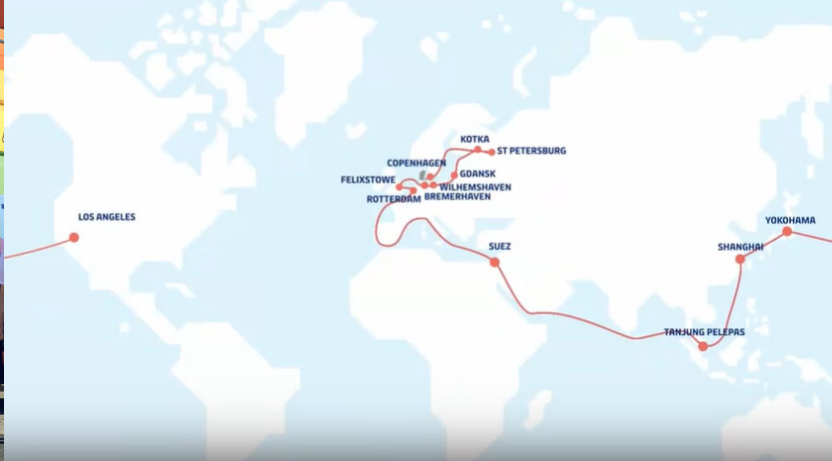 KOTKA
ST PETERSBURG
COPENHAGEN
GDANSK
FELIXSTOWE
WILHEMSHAVEN
ROTTERDAM
BREMERHAVEN
LOS ANGELES
YOKOHAMA
SUEZ
SHANGHAI
TANJUNG PELEPAS